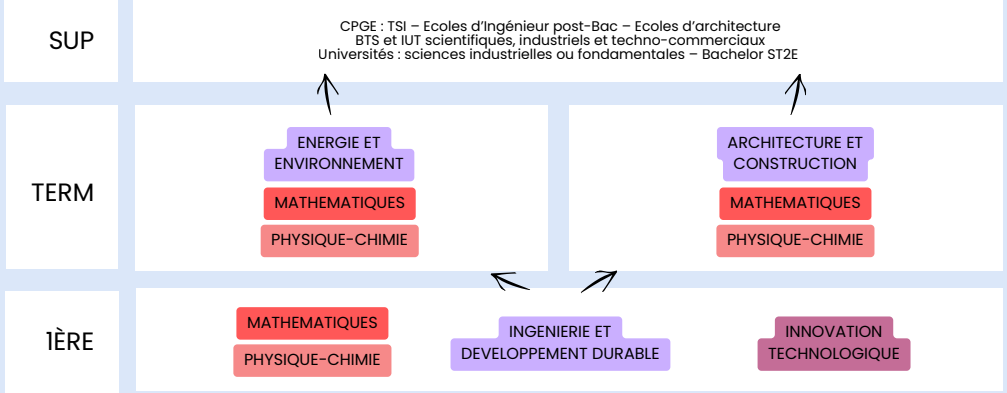 SUP
CPGE : TSI – Ecoles d'Ingénieur post-Bac – Ecoles d'architecture
BTS et IUT scientifiques, industriels et techno-commerciaux
Universités : sciences industrielles ou fondamentales – Bachelor ST2E
TERM
ENERGIE ET
ENVIRONNEMENT
MATHEMATIQUES
PHYSIQUE-CHIMIE
ARCHITECTURE ET
CONSTRUCTION
MATHEMATIQUES
PHYSIQUE-CHIMIE
1ÈRE
MATHEMATIQUES
PHYSIQUE-CHIMIE
INGENIERIE ET
DEVELOPPEMENT DURABLE
INNOVATION
TECHNOLOGIQUE